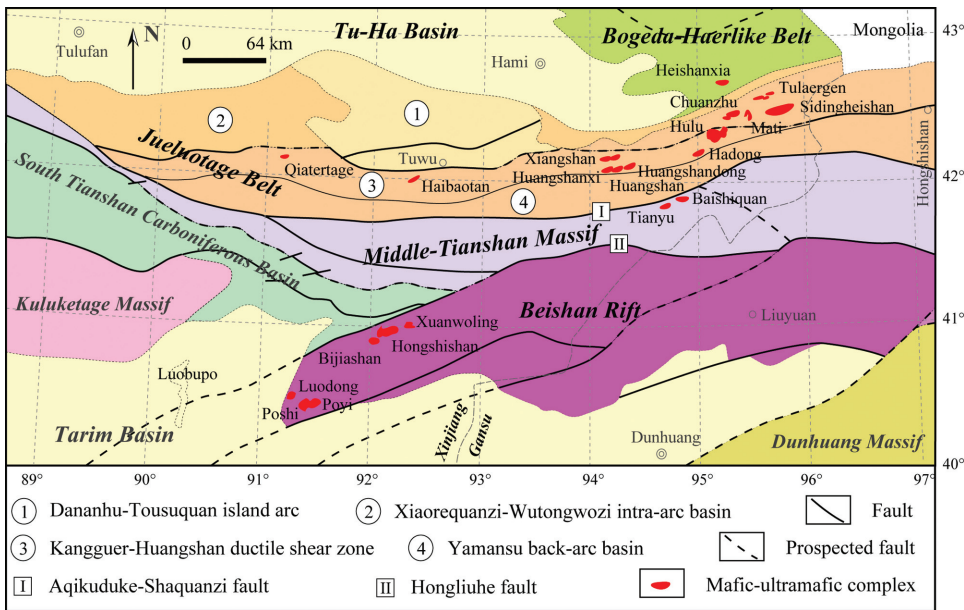 43°
Tulufan
N
0 64 km
Tu-Ha Basin
Hami
Bogeda-Haerlike Belt
Mongolia
Heishanxia
Tulaergen
Chuanzhu
Sidingheishan
Hulu
Mati
2
1
Jueluotage Belt
Qiatertage
Tuwu
Xiangshan
Hadong
Honghishan
3
Haibaotan
Huangshanxi
Huangshandong
Huangshan
42°
4
I
Baishiquan
Tianyu
South Tianshan Carboniferous Basin
Middle-Tianshan Massif
II
Kuluketage Massif
Beishan Rift
Xuanwoling
Liuyuan
41°
Hongshishan
Bijiashan
Luobupo
Luodong
Poshi
Poyi
Tarim Basin
Xinjiang
Gansu
Dunhuang
Dunhuang Massif
40°
89° 90° 91° 92° 93° 94° 95° 96° 97°
1 Dananhu-Tousuquan island arc
2 Xiaorequanzi-Wutongwozi intra-arc basin
Fault
3 Kangguer-Huangshan ductile shear zone
4 Yamansu back-arc basin
Prospected fault
I Aqikuduke-Shaquanzi fault
II Hongliuhe fault
Mafic-ultramafic complex